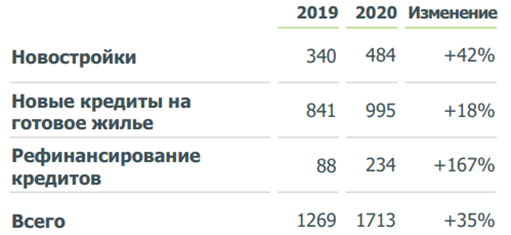 2019 2020 Изменение
Новостройки 340 484 +42%
Новые кредиты на
готовое жилье 841 995 +18%
Рефинансирование
кредитов 88 234 +167%
Всего 1269 1713 +35%